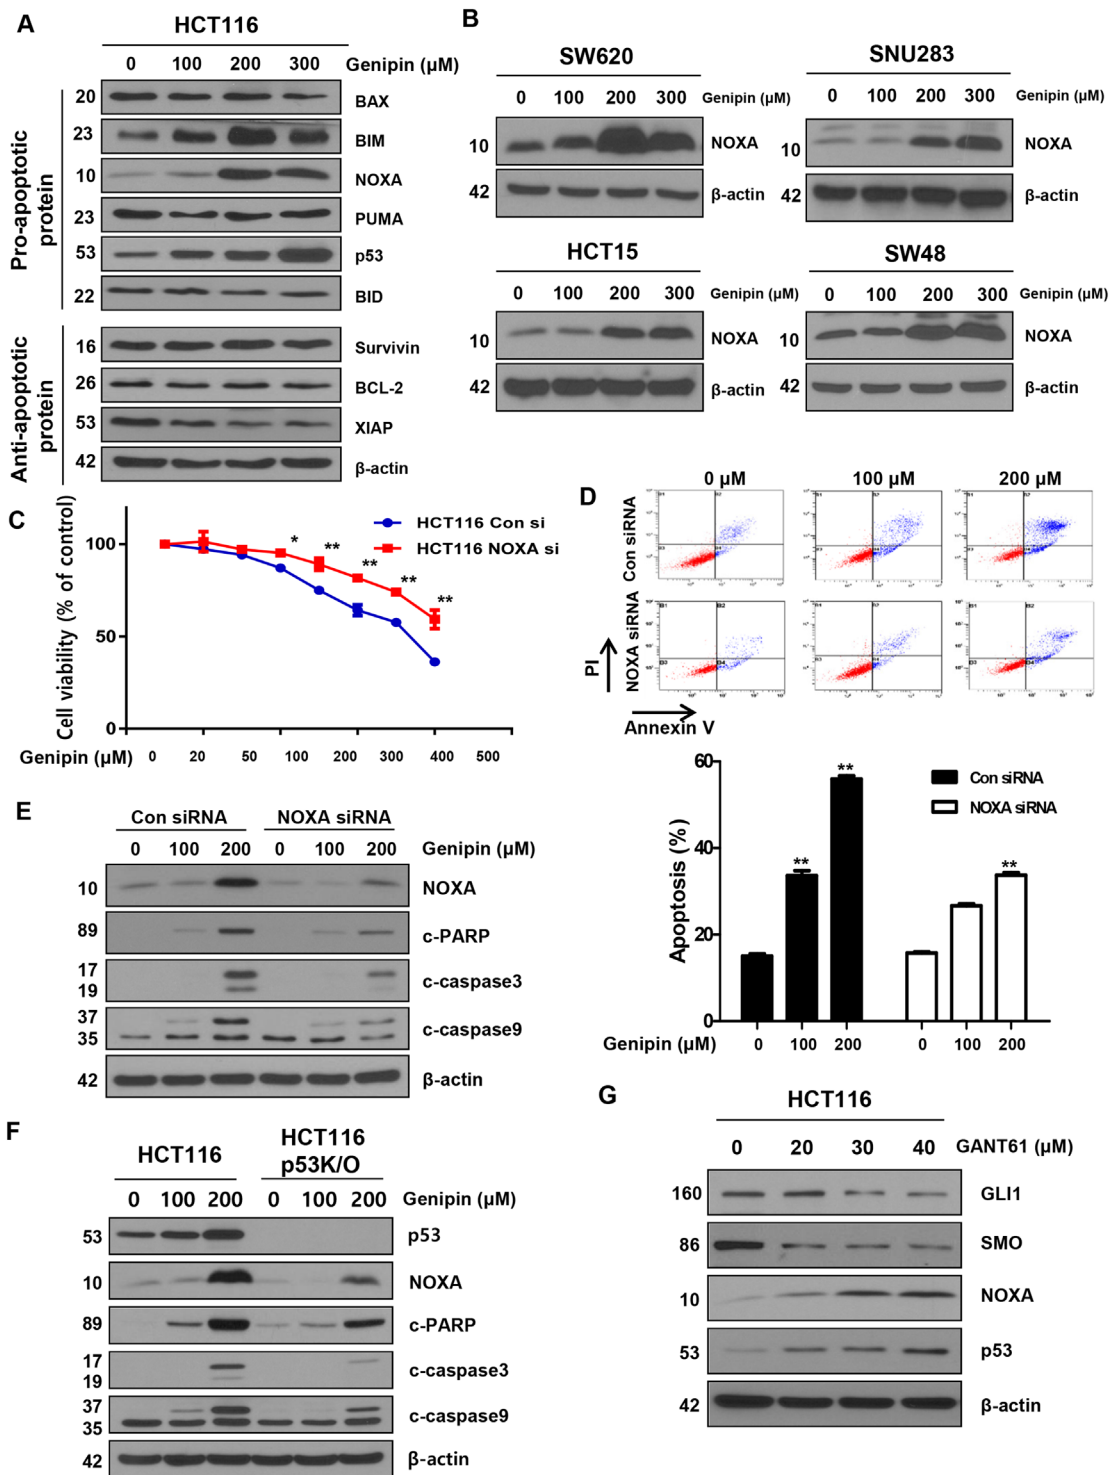 A
HCT116
0 100 200 300 Genipin (µM)
Pro-apoptotic protein
20 BAX
23 BIM
10 NOXA
23 PUMA
53 p53
22 BID
Anti-apoptotic protein
16 Survivin
26 BCL-2
53 XIAP
42 β-actin
B
SW620
0 100 200 300 Genipin (µM)
10 NOXA
42 β-actin
SNU283
0 100 200 300 Genipin (µM)
10 NOXA
42 β-actin
HCT15
0 100 200 300 Genipin (µM)
10 NOXA
42 β-actin
SW48
0 100 200 300 Genipin (µM)
10 NOXA
42 β-actin
C
Cell viability (% of control)
100
50
0
HCT116 Con si
HCT116 NOXA si
* ** ** ** **
Genipin (µM) 0 20 50 100 200 300 400 500
D
0 µM 100 µM 200 µM
Con siRNA
NOXA siRNA
PI
Annexin V
Apoptosis (%)
60
40
20
0
Con siRNA
NOXA siRNA
** ** **
Genipin (µM) 0 100 200 0 100 200
E
Con siRNA NOXA siRNA
0 100 200 0 100 200 Genipin (µM)
10 NOXA
89 c-PARP
17
19 c-caspase3
37
35 c-caspase9
42 β-actin
F
HCT116 HCT116
p53K/O
0 100 200 0 100 200 Genipin (µM)
53 p53
10 NOXA
89 c-PARP
17
19 c-caspase3
37
35 c-caspase9
42 β-actin
G
HCT116
0 20 30 40 GANT61 (µM)
160 GLI1
86 SMO
10 NOXA
53 p53
42 β-actin